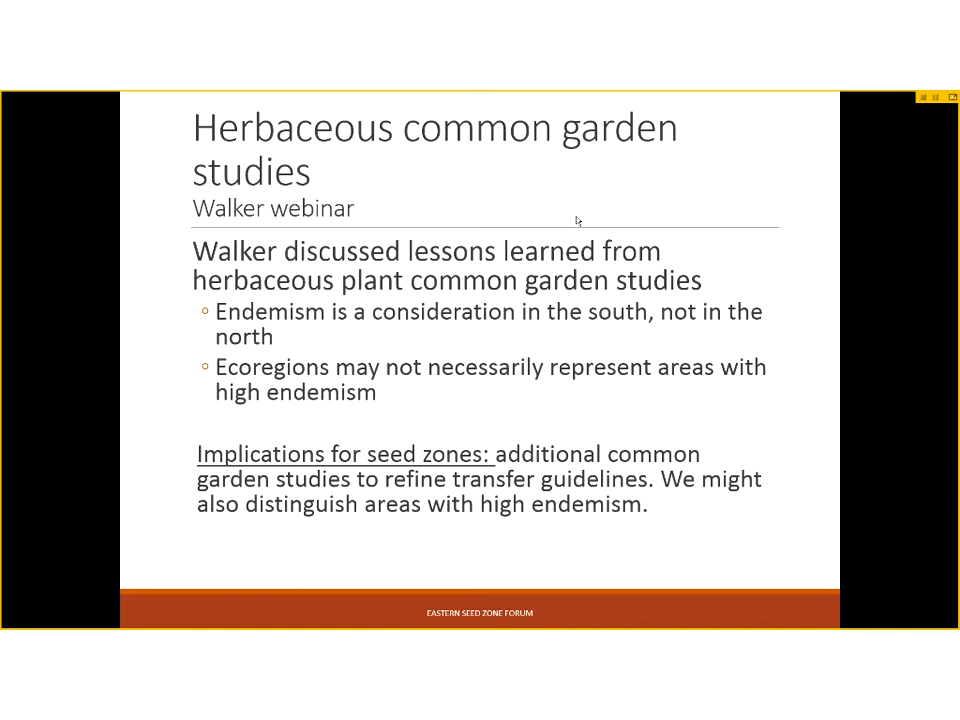 Herbaceous common garden
studies
Walker webinar
Walker discussed lessons learned from
herbaceous plant common garden studies
◦ Endemism is a consideration in the south, not in the
north
◦ Ecoregions may not necessarily represent areas with
high endemism
Implications for seed zones: additional common
garden studies to refine transfer guidelines. We might
also distinguish areas with high endemism.
EASTERN SEED ZONE FORUM